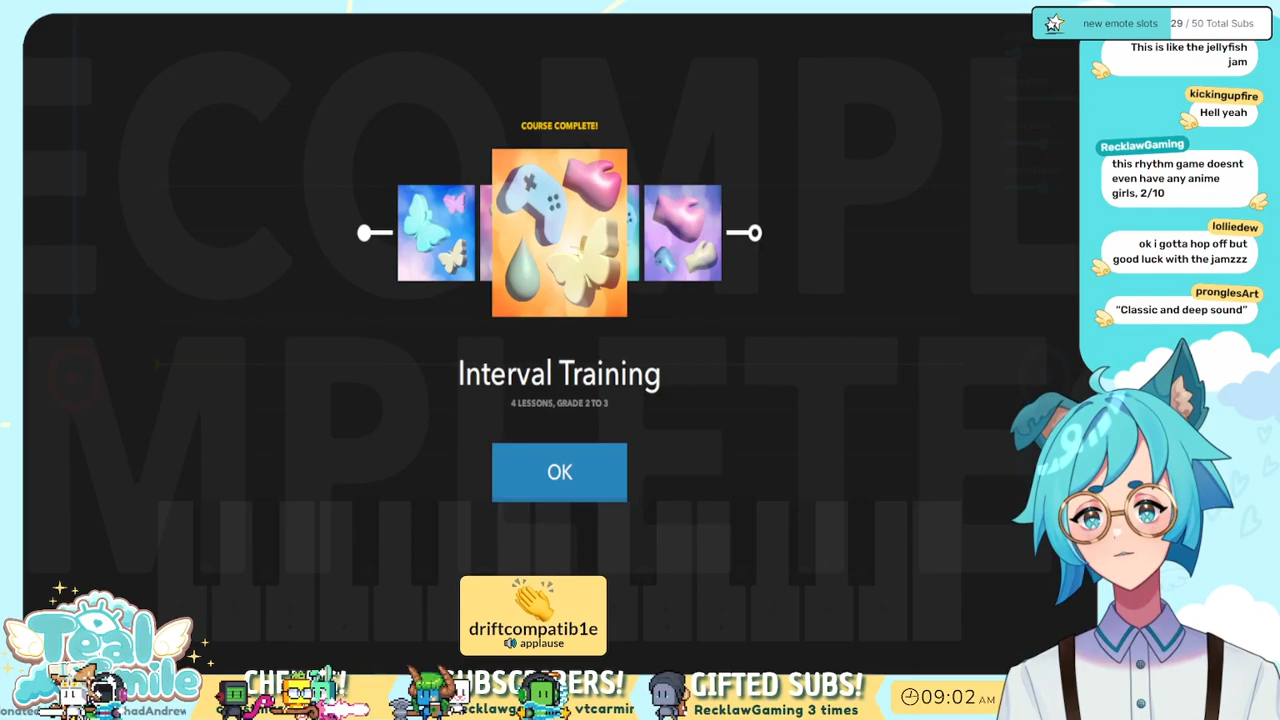 new emote slots 29 / 50 Total Subs
This is like the jellyfish
jam
kickingupfire
Hell yeah
RecklawGaming
this rhythm game doesnt
even have any anime
girls, 2/10
lolliedew
ok i gotta hop off but
good luck with the jamzzz
pronglesArt
“Classic and deep sound”
COURSE COMPLETE!
Interval Training
4 LESSONS, GRADE 2 TO 3
OK
driftcompatib1e
applause
Teal
GIFTED SUBS!
RecklawGaming 3 times
09:02 AM